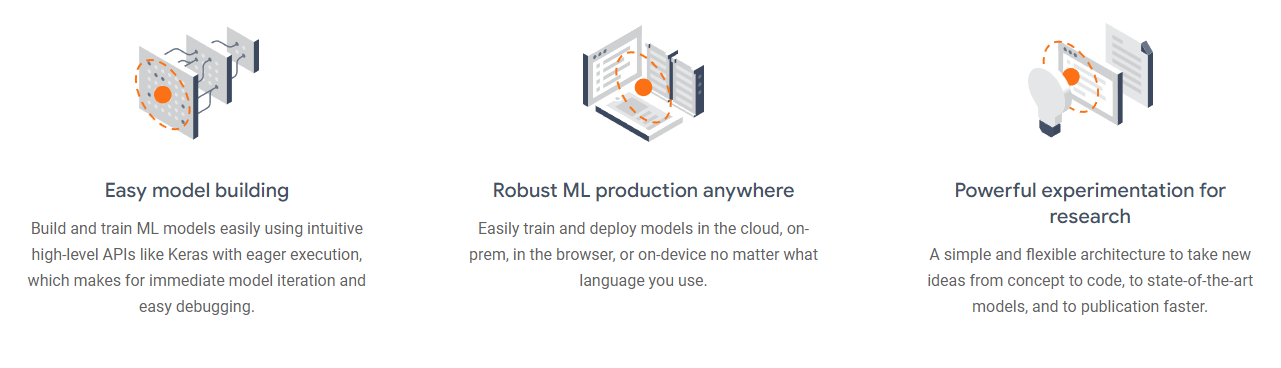 Easy model building
Build and train ML models easily using intuitive
high-level APIs like Keras with eager execution,
which makes for immediate model iteration and
easy debugging.
Robust ML production anywhere
Easily train and deploy models in the cloud, on-
prem, in the browser, or on-device no matter what
language you use.
Powerful experimentation for
research
A simple and flexible architecture to take new
ideas from concept to code, to state-of-the-art
models, and to publication faster.